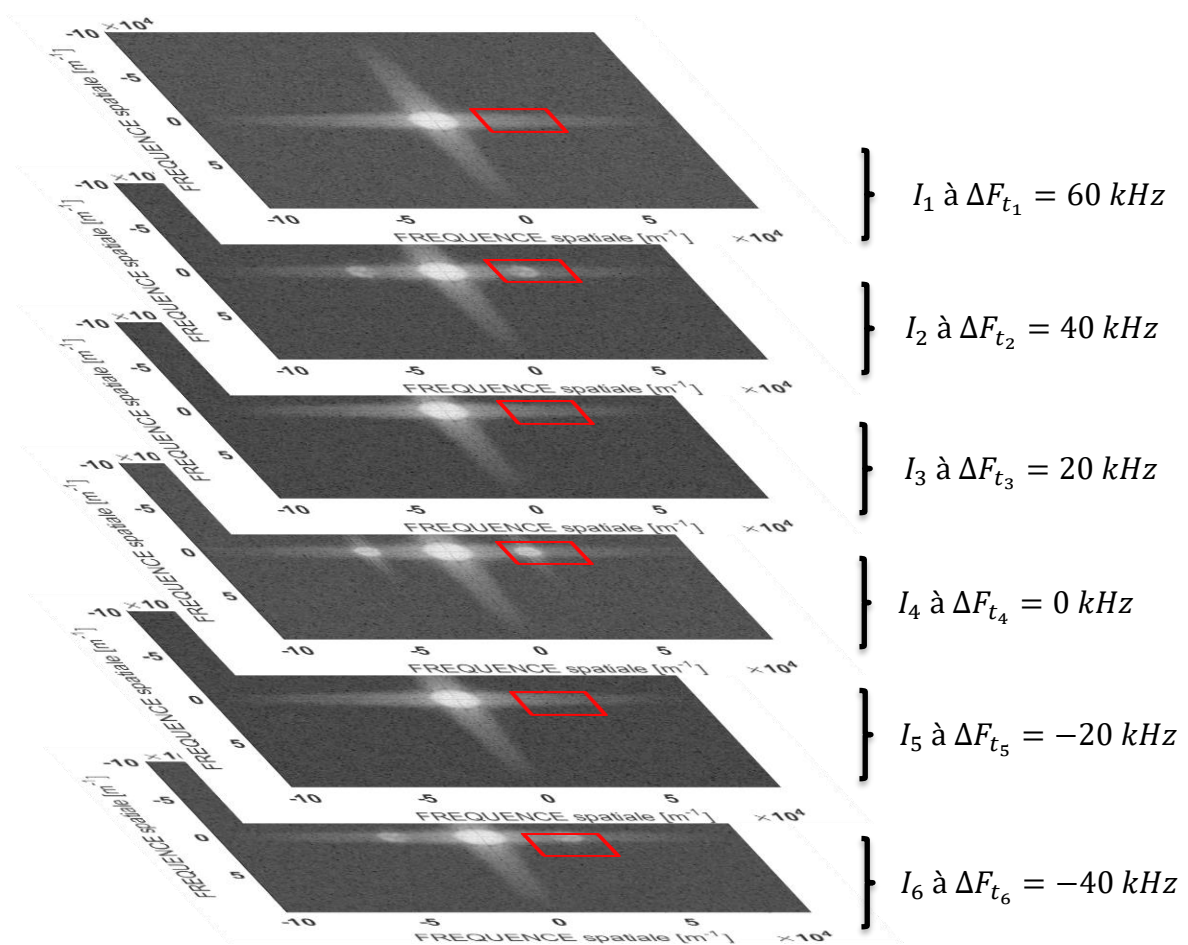 -10 ×10⁴
-5
0
5
FREQUENCE spatiale [m⁻¹]
-10 -5 0 5
FREQUENCE spatiale [m⁻¹] ×10⁴
I₁ à ΔF_t₁ = 60 kHz
-10 ×10
-5
0
5
FREQUENCE spatiale [m⁻¹]
-10 -5 0 5
FREQUENCE spatiale [m⁻¹] ×10⁴
I₂ à ΔF_t₂ = 40 kHz
-10 ×10
-5
0
5
FREQUENCE spatiale [m⁻¹]
-10 -5 0 5
FREQUENCE spatiale [m⁻¹] ×10⁴
I₃ à ΔF_t₃ = 20 kHz
-10 ×10
-5
0
5
FREQUENCE spatiale [m⁻¹]
-10 -5 0 5
FREQUENCE spatiale [m⁻¹] ×10⁴
I₄ à ΔF_t₄ = 0 kHz
-10 ×10
-5
0
5
FREQUENCE spatiale [m⁻¹]
-10 -5 0 5
FREQUENCE spatiale [m⁻¹] ×10⁴
I₅ à ΔF_t₅ = −20 kHz
-10
-5
0
5
FREQUENCE spatiale [m⁻¹]
-10 -5 0 5
FREQUENCE spatiale [m⁻¹] ×10⁴
I₆ à ΔF_t₆ = −40 kHz